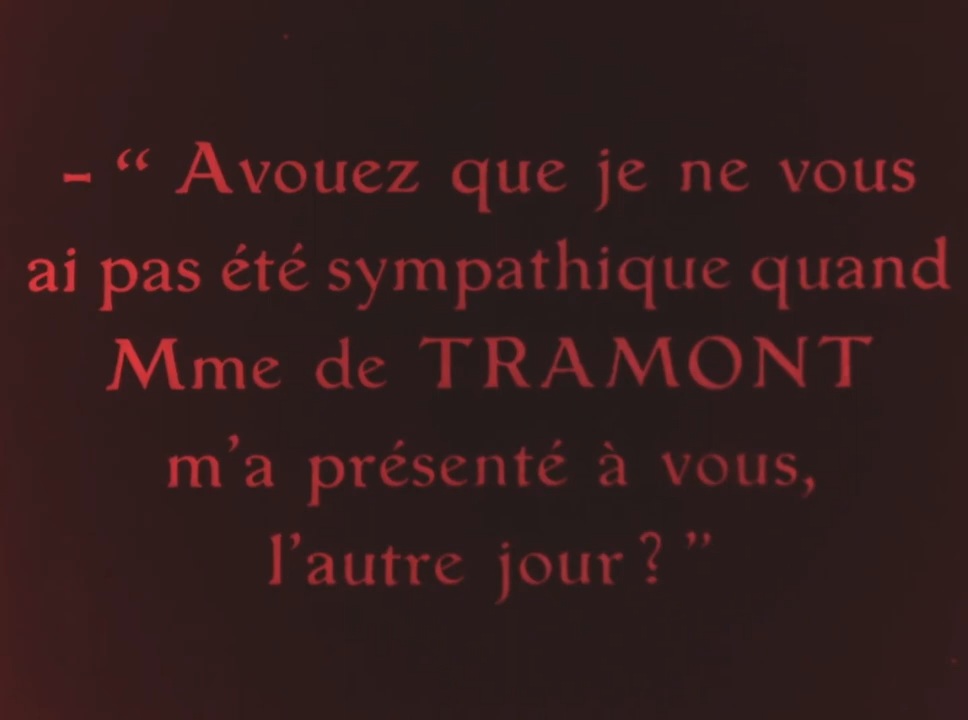 - “ Avouez que je ne vous
ai pas été sympathique quand
Mme de TRAMONT
m'a présenté à vous,
l'autre jour ? ”